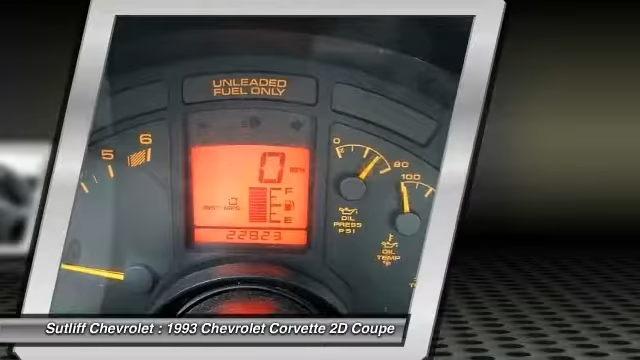 UNLEADED
FUEL ONLY
5 6
0 MPH
0 80
100
F
E
OIL
PRESS
PSI
OIL
TEMP
°F
22823
Sutliff Chevrolet : 1993 Chevrolet Corvette 2D Coupe